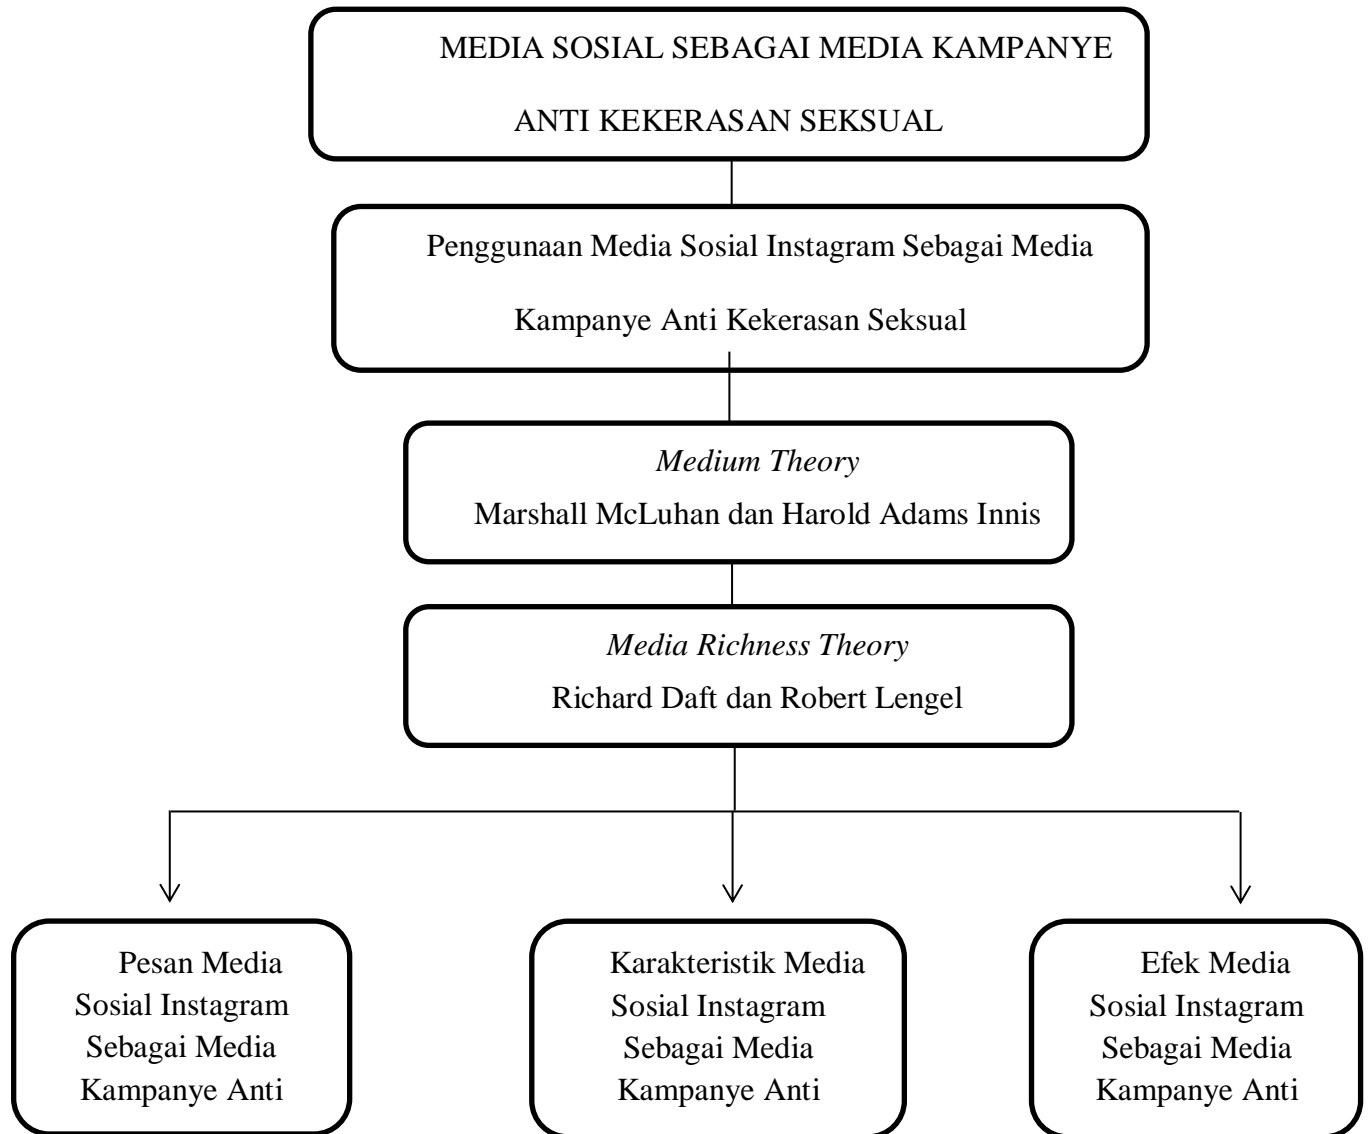 MEDIA SOSIAL SEBAGAI MEDIA KAMPANYE
ANTI KEKERASAN SEKSUAL
Penggunaan Media Sosial Instagram Sebagai Media
Kampanye Anti Kekerasan Seksual
Medium Theory
Marshall McLuhan dan Harold Adams Innis
Media Richness Theory
Richard Daft dan Robert Lengel
Pesan Media
Sosial Instagram
Sebagai Media
Kampanye Anti
Karakteristik Media
Sosial Instagram
Sebagai Media
Kampanye Anti
Efek Media
Sosial Instagram
Sebagai Media
Kampanye Anti